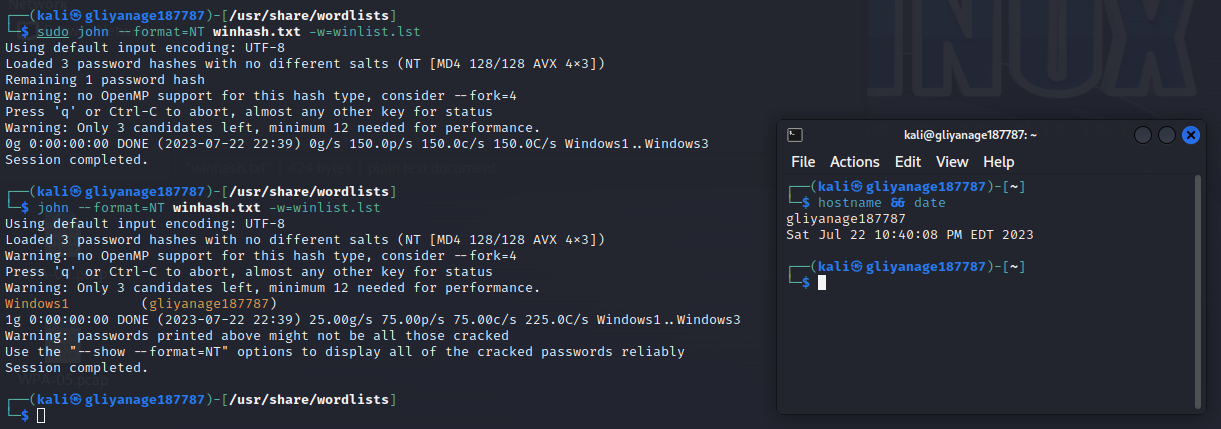 ┌──(kali㉿gliyanage187787)-[/usr/share/wordlists]
└─$ sudo john --format=NT winhash.txt -w=winlist.lst
Using default input encoding: UTF-8
Loaded 3 password hashes with no different salts (NT [MD4 128/128 AVX 4×3])
Remaining 1 password hash
Warning: no OpenMP support for this hash type, consider --fork=4
Press 'q' or Ctrl-C to abort, almost any other key for status
Warning: Only 3 candidates left, minimum 12 needed for performance.
0g 0:00:00:00 DONE (2023-07-22 22:39) 0g/s 150.0p/s 150.0c/s 150.0C/s Windows1..Windows3
Session completed.
┌──(kali㉿gliyanage187787)-[/usr/share/wordlists]
└─$ john --format=NT winhash.txt -w=winlist.lst
Using default input encoding: UTF-8
Loaded 3 password hashes with no different salts (NT [MD4 128/128 AVX 4×3])
Warning: no OpenMP support for this hash type, consider --fork=4
Press 'q' or Ctrl-C to abort, almost any other key for status
Warning: Only 3 candidates left, minimum 12 needed for performance.
Windows1         (gliyanage187787)
1g 0:00:00:00 DONE (2023-07-22 22:39) 25.00g/s 75.00p/s 75.00c/s 225.0C/s Windows1..Windows3
Warning: passwords printed above might not be all those cracked
Use the "--show --format=NT" options to display all of the cracked passwords reliably
Session completed.
WPA-05.pcap
┌──(kali㉿gliyanage187787)-[/usr/share/wordlists]
└─$
kali@gliyanage187787: ~
File Actions Edit View Help
┌──(kali㉿gliyanage187787)-[~]
└─$ hostname && date
gliyanage187787
Sat Jul 22 10:40:08 PM EDT 2023
┌──(kali㉿gliyanage187787)-[~]
└─$